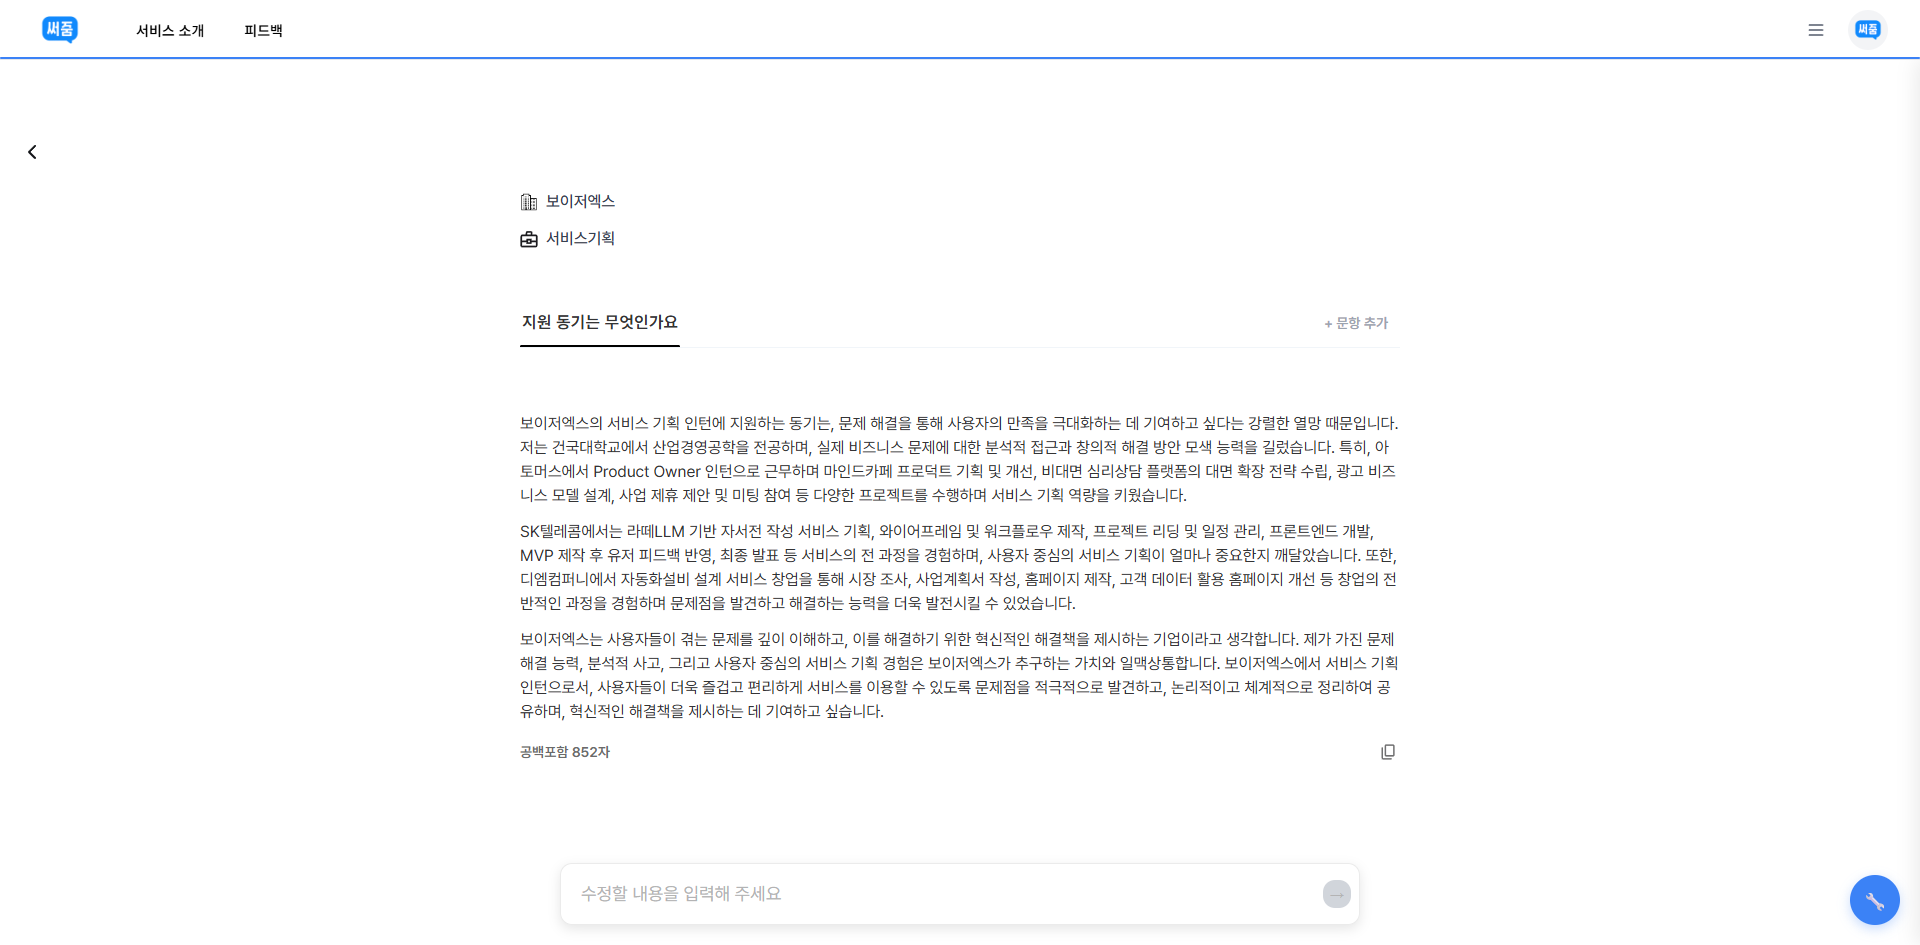 써줌
서비스 소개
피드백
써줌
보이저엑스
서비스기획
지원 동기는 무엇인가요
+ 문항 추가
보이저엑스의 서비스 기획 인턴에 지원하는 동기는, 문제 해결을 통해 사용자의 만족을 극대화하는 데 기여하고 싶다는 강렬한 열망 때문입니다.
저는 건국대학교에서 산업경영공학을 전공하며, 실제 비즈니스 문제에 대한 분석적 접근과 창의적 해결 방안 모색 능력을 길렀습니다. 특히, 아
토머스에서 Product Owner 인턴으로 근무하며 마인드카페 프로덕트 기획 및 개선, 비대면 심리상담 플랫폼의 대면 확장 전략 수립, 광고 비즈
니스 모델 설계, 사업 제휴 제안 및 미팅 참여 등 다양한 프로젝트를 수행하며 서비스 기획 역량을 키웠습니다.
SK텔레콤에서는 라떼LLM 기반 자서전 작성 서비스 기획, 와이어프레임 및 워크플로우 제작, 프로젝트 리딩 및 일정 관리, 프론트엔드 개발,
MVP 제작 후 유저 피드백 반영, 최종 발표 등 서비스의 전 과정을 경험하며, 사용자 중심의 서비스 기획이 얼마나 중요한지 깨달았습니다. 또한,
디엠컴퍼니에서 자동화설비 설계 서비스 창업을 통해 시장 조사, 사업계획서 작성, 홈페이지 제작, 고객 데이터 활용 홈페이지 개선 등 창업의 전
반적인 과정을 경험하며 문제점을 발견하고 해결하는 능력을 더욱 발전시킬 수 있었습니다.
보이저엑스는 사용자들이 겪는 문제를 깊이 이해하고, 이를 해결하기 위한 혁신적인 해결책을 제시하는 기업이라고 생각합니다. 제가 가진 문제
해결 능력, 분석적 사고, 그리고 사용자 중심의 서비스 기획 경험은 보이저엑스가 추구하는 가치와 일맥상통합니다. 보이저엑스에서 서비스 기획
인턴으로서, 사용자들이 더욱 즐겁고 편리하게 서비스를 이용할 수 있도록 문제점을 적극적으로 발견하고, 논리적이고 체계적으로 정리하여 공
유하며, 혁신적인 해결책을 제시하는 데 기여하고 싶습니다.
공백포함 852자
수정할 내용을 입력해 주세요